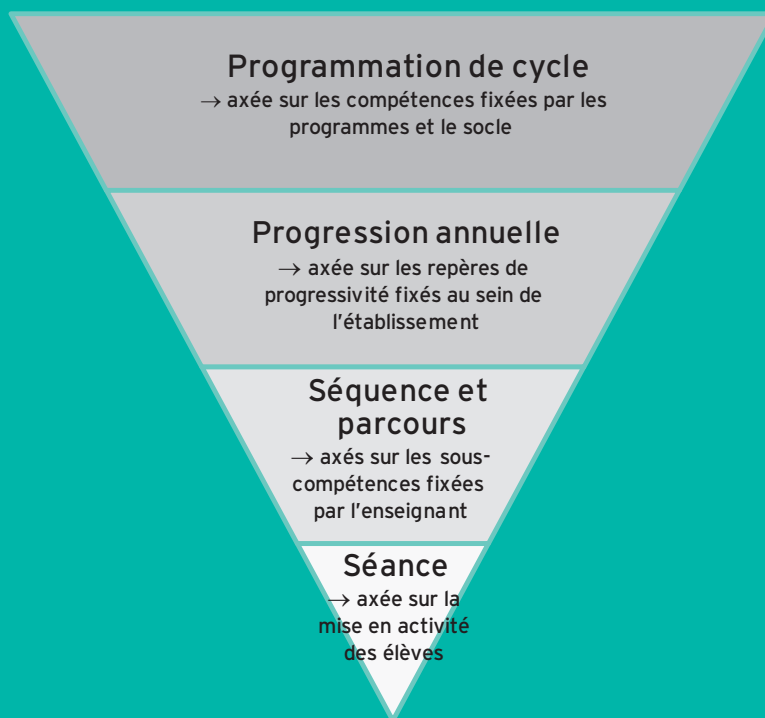 Programmation de cycle
→ axée sur les compétences fixées par les
programmes et le socle
Progression annuelle
→ axée sur les repères de
progressivité fixés au sein de
l'établissement
Séquence et
parcours
→ axés sur les sous-
compétences fixées
par l'enseignant
Séance
→ axée sur la
mise en activité
des élèves